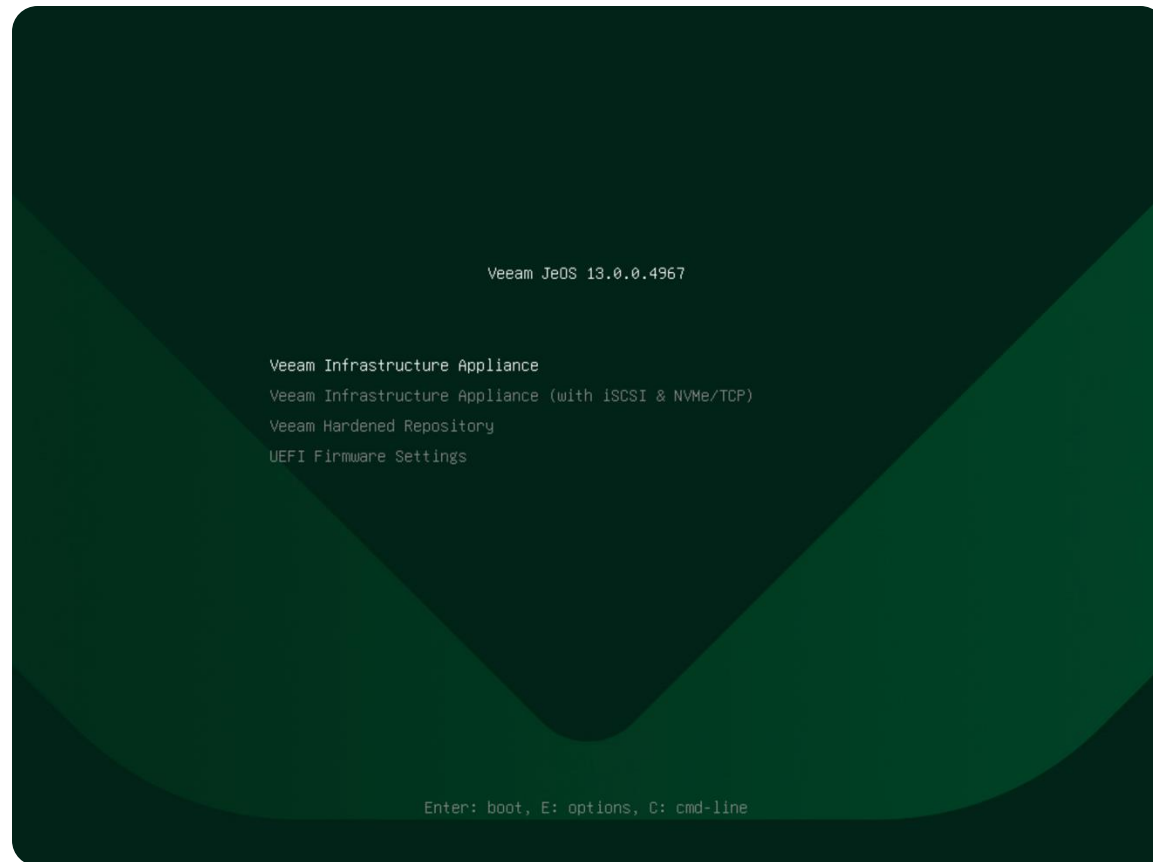 Veeam JeOS 13.0.0.4967
Veeam Infrastructure Appliance
Veeam Infrastructure Appliance (with iSCSI & NVMe/TCP)
Veeam Hardened Repository
UEFI Firmware Settings
Enter: boot, E: options, C: cmd-line